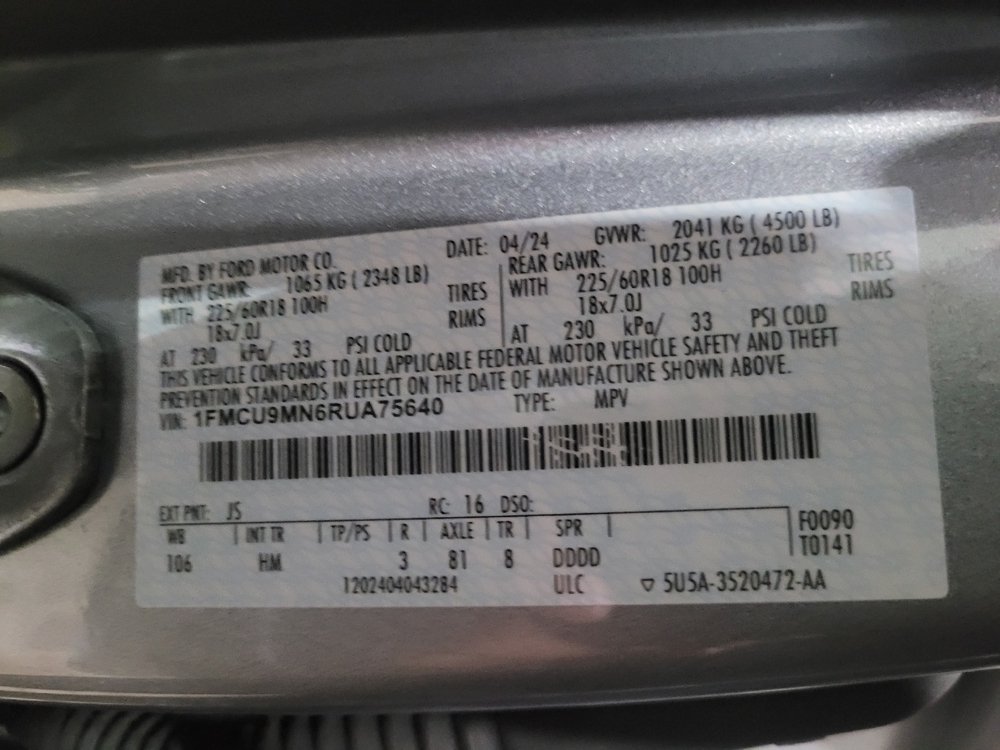 MFD. BY FORD MOTOR CO. DATE: 04/24 GVWR: 2041 KG ( 4500 LB)
FRONT GAWR: 1065 KG ( 2348 LB) REAR GAWR: 1025 KG ( 2260 LB)
WITH 225/60R18 100H TIRES WITH 225/60R18 100H TIRES
18x7.0J RIMS 18x7.0J RIMS
AT 230 kPa/ 33 PSI COLD AT 230 kPa/ 33 PSI COLD
THIS VEHICLE CONFORMS TO ALL APPLICABLE FEDERAL MOTOR VEHICLE SAFETY AND THEFT
PREVENTION STANDARDS IN EFFECT ON THE DATE OF MANUFACTURE SHOWN ABOVE.
VIN: 1FMCU9MN6RUA75640 TYPE: MPV
EXT PNT: JS RC: 16 DSO:
WB | INT TR | TP/PS | R | AXLE | TR | SPR | F0090
106 HM 3 81 8 DDDD T0141
1202404043284 ULC ▽ 5U5A-3520472-AA